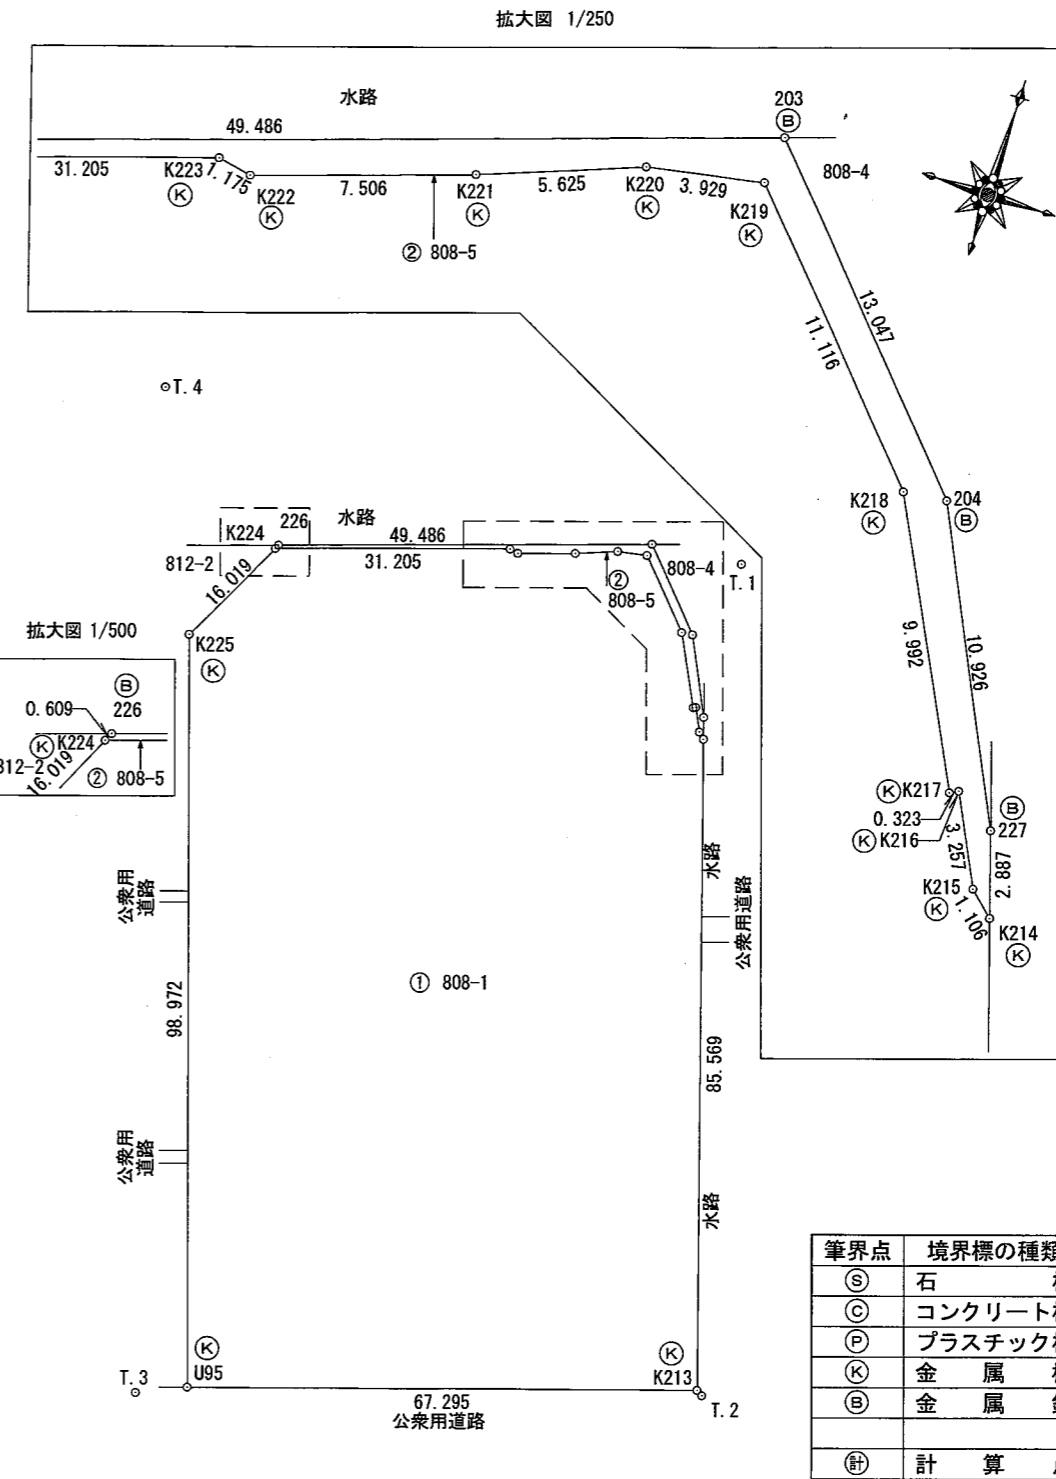 拡大図 1/250
水路
203
Ⓑ
49.486
31.205
K223
Ⓚ
1.175
K222
Ⓚ
7.506
K221
Ⓚ
5.625
K220
Ⓚ
3.929
K219
Ⓚ
808-4
② 808-5
13.047
11.116
T.4
K218
Ⓚ
204
Ⓑ
K224
226
水路
49.486
812-2
31.205
②
808-5
808-4
T.1
16.019
K225
Ⓚ
9.992
10.926
拡大図 1/500
Ⓑ
226
0.609
Ⓚ K224
812-2
16.019
② 808-5
Ⓚ K217
0.323
Ⓚ K216
3.257
Ⓑ
227
2.887
K215
Ⓚ
1.106
K214
Ⓚ
公衆用
道路
水路
公衆用道路
① 808-1
98.972
85.569
公衆用
道路
水路
Ⓚ
U95
T.3
Ⓚ
K213
T.2
67.295
公衆用道路
筆界点 境界標の種類
Ⓢ 石
Ⓒ コンクリート
Ⓟ プラスチック
Ⓚ 金属
Ⓑ 金属
㊭ 計算